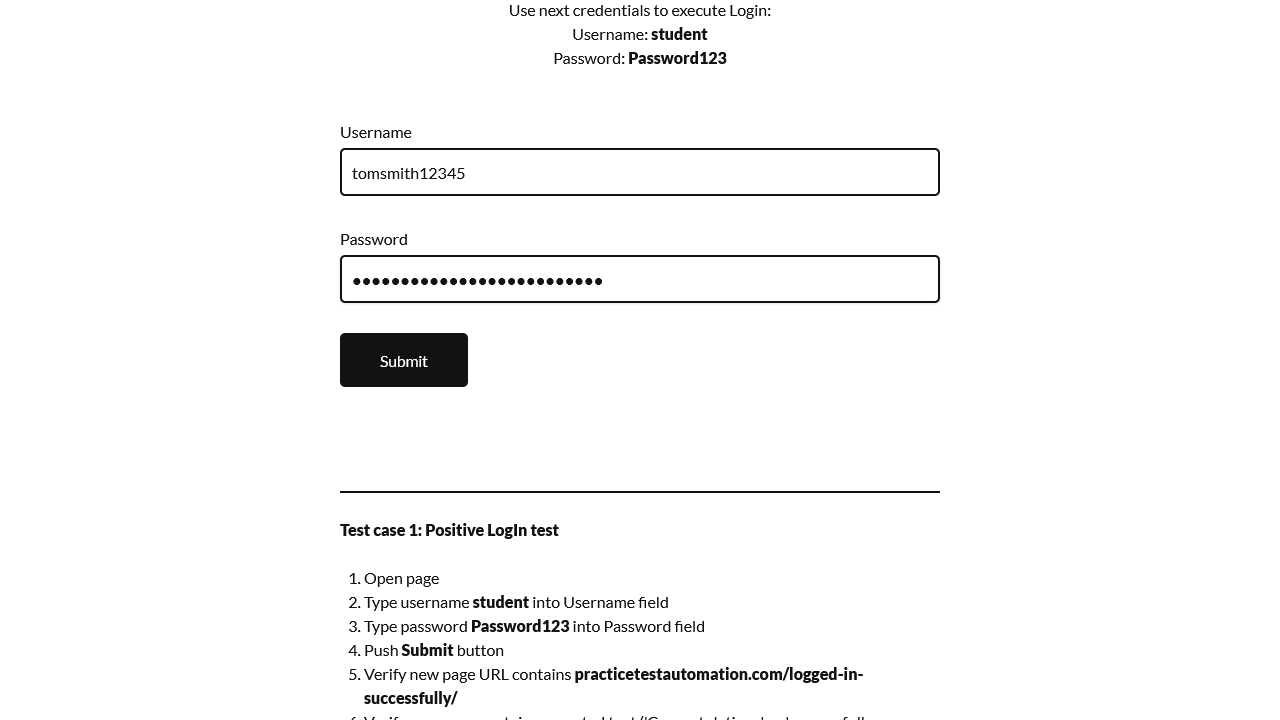 Use next credentials to execute Login:
Username: student
Password: Password123
Username
tomsmith12345
Password
••••••••••••••••••••••••••
Submit
Test case 1: Positive LogIn test
1. Open page
2. Type username student into Username field
3. Type password Password123 into Password field
4. Push Submit button
5. Verify new page URL contains practicetestautomation.com/logged-in-
successfully/